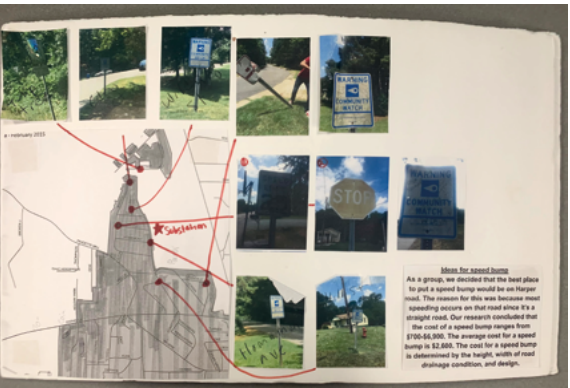 WARNING
COMMUNITY
WATCH
e - February 2015
Substation
STOP
WARNING
COMMUNITY
WATCH
Ideas for speed bump
As a group, we decided that the best place
to put a speed bump would be on Harper
road. The reason for this was because most
speeding occurs on that road since it's a
straight road. Our research concluded that
the cost of a speed bump ranges from
$700-$6,900. The average cost for a speed
bump is $2,600. The cost for a speed bump
is determined by the height, width of road
drainage condition, and design.
AVE